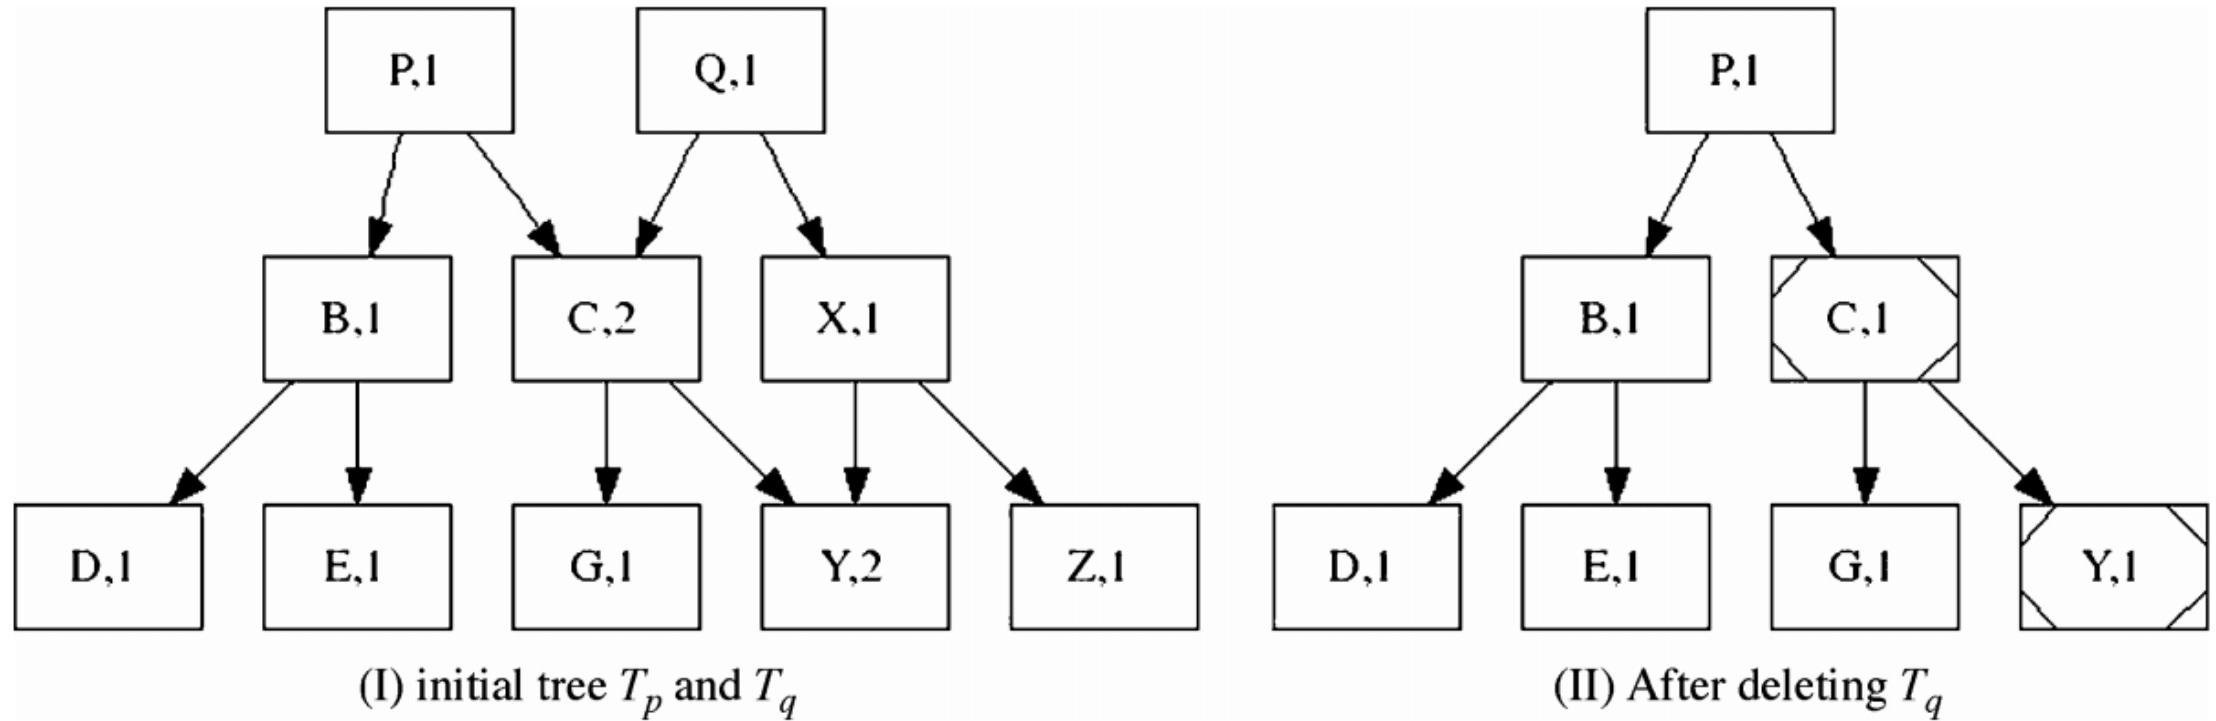 P,1 Q,1 P,1
B,1 C,2 X,1 B,1 C,1
D,1 E,1 G,1 Y,2 Z,1 D,1 E,1 G,1 Y,1
(I) initial tree Tp and Tq (II) After deleting Tq